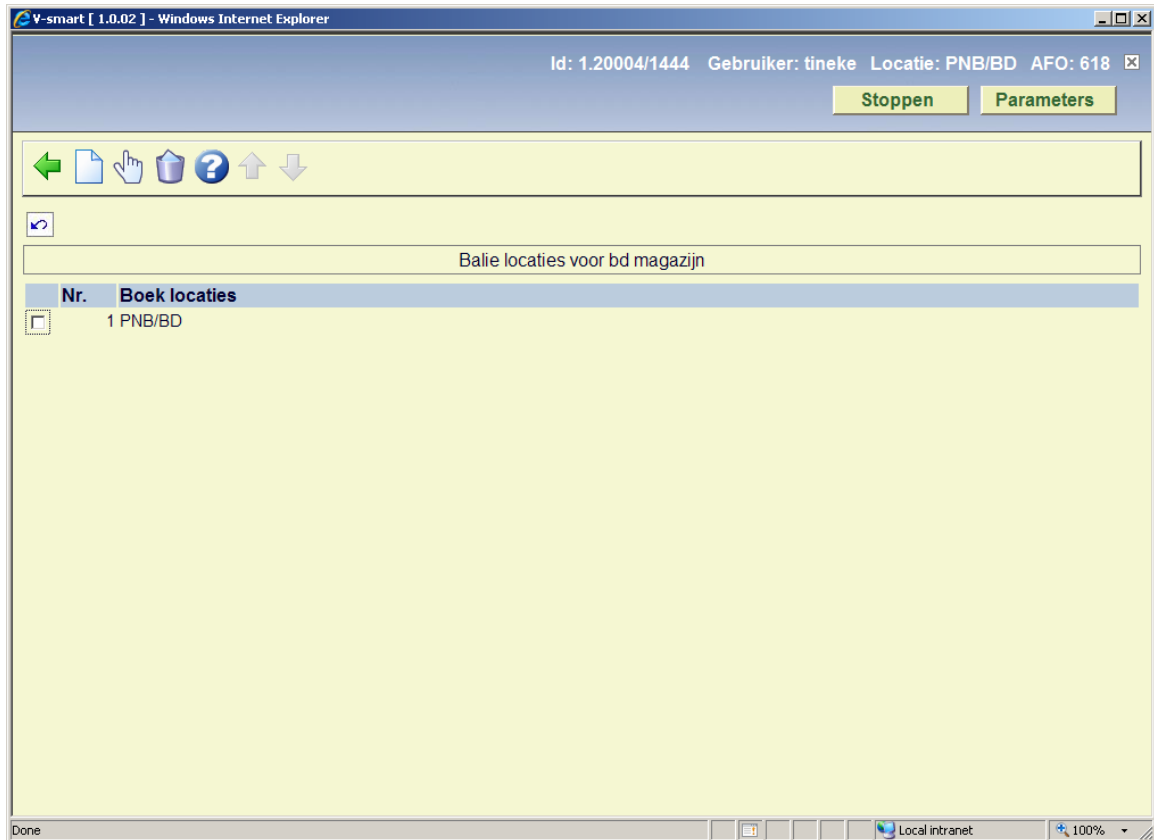 V-smart [ 1.0.02 ] - Windows Internet Explorer
Id: 1.20004/1444 Gebruiker: tineke Locatie: PNB/BD AFO: 618
Stoppen Parameters
Balie locaties voor bd magazijn
Nr. Boek locaties
1 PNB/BD
Done Local intranet 100%